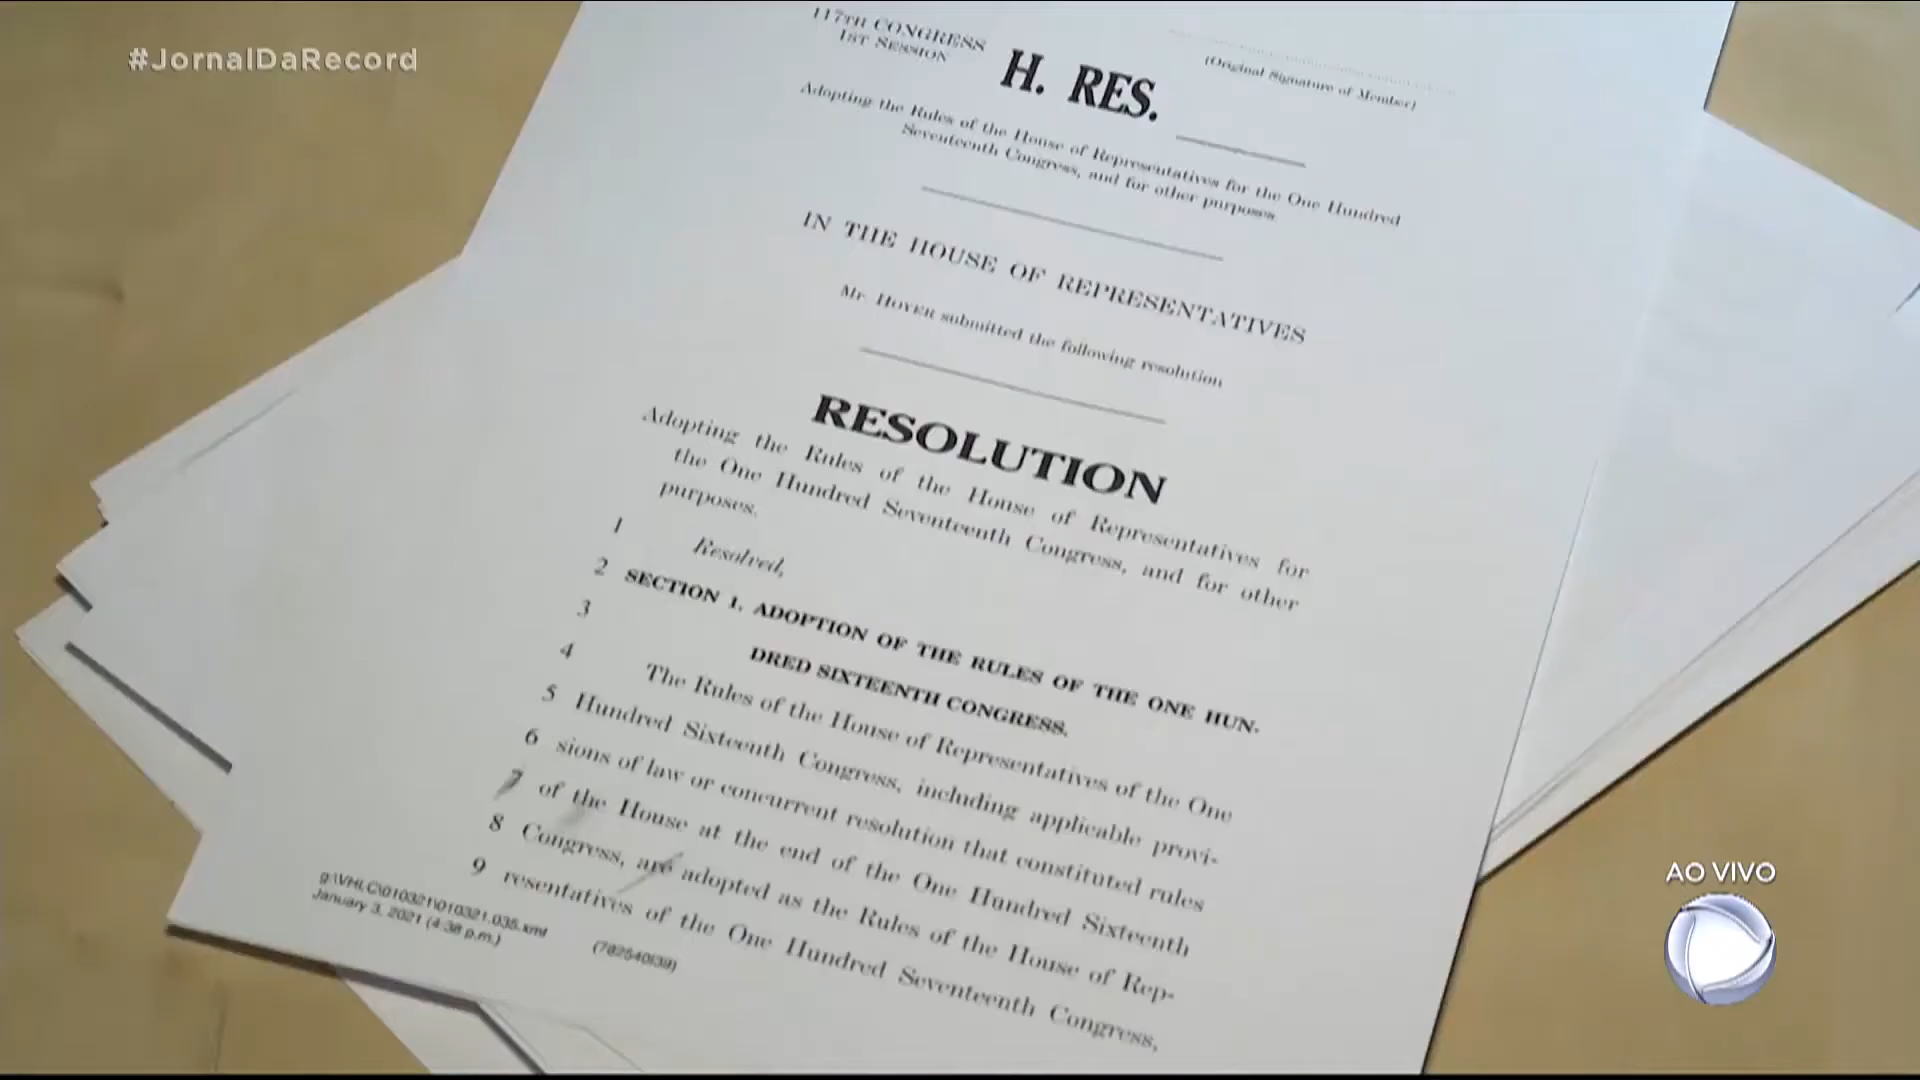 #JornalDaRecord
117TH CONGRESS
1ST SESSION
H. RES.
(Original Signature of Member)
Adopting the Rules of the House of Representatives for the One Hundred
Seventeenth Congress, and for other purposes.
IN THE HOUSE OF REPRESENTATIVES
Mr. HOYER submitted the following resolution
RESOLUTION
Adopting the Rules of the House of Representatives for
the One Hundred Seventeenth Congress, and for other
purposes.
1 Resolved,
2 SECTION 1. ADOPTION OF THE RULES OF THE ONE HUN-
3 DRED SIXTEENTH CONGRESS.
4 The Rules of the House of Representatives of the One
5 Hundred Sixteenth Congress, including applicable provi-
6 sions of law or concurrent resolution that constituted rules
7 of the House at the end of the One Hundred Sixteenth
8 Congress, are adopted as the Rules of the House of Rep-
9 resentatives of the One Hundred Seventeenth Congress,
g:\VHLC\010321\010321.035.xml
January 3, 2021 (4:38 p.m.)
(782540|39)
AO VIVO